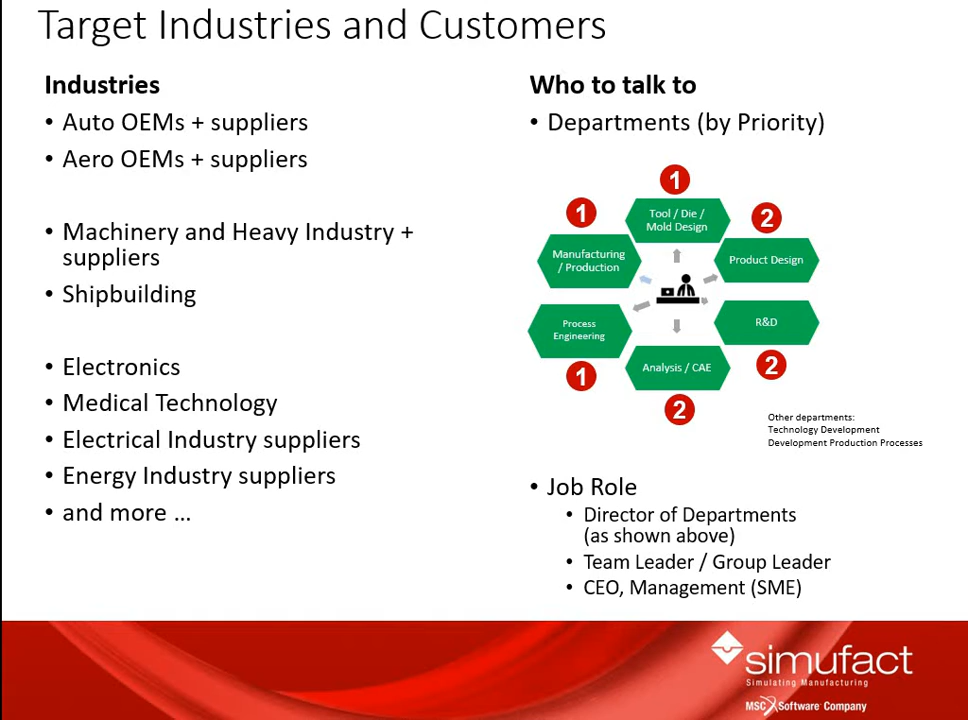 Target Industries and Customers
Industries
• Auto OEMs + suppliers
• Aero OEMs + suppliers
• Machinery and Heavy Industry +
suppliers
• Shipbuilding
• Electronics
• Medical Technology
• Electrical Industry suppliers
• Energy Industry suppliers
• and more ...
Who to talk to
• Departments (by Priority)
1
Tool / Die /
Mold Design
1
Manufacturing
/ Production
2
Product Design
Process
Engineering
1
R&D
2
Analysis / CAE
2
Other departments:
Technology Development
Development Production Processes
• Job Role
• Director of Departments
(as shown above)
• Team Leader / Group Leader
• CEO, Management (SME)
simufact
Simulating Manufacturing
MSC Software Company